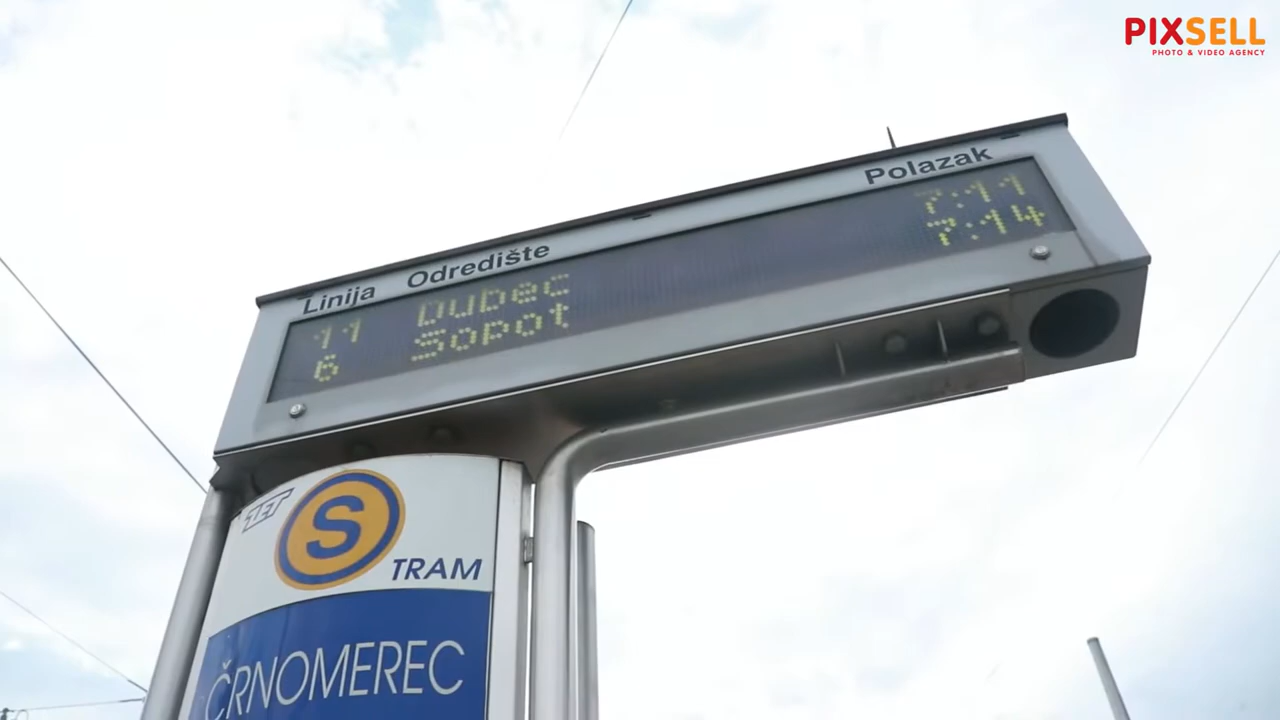 PIXSELL
PHOTO & VIDEO AGENCY
Linija Odredište Polazak
11 Dubec 7:11
6 Sopot 7:14
ZET
S
TRAM
ČRNOMEREC